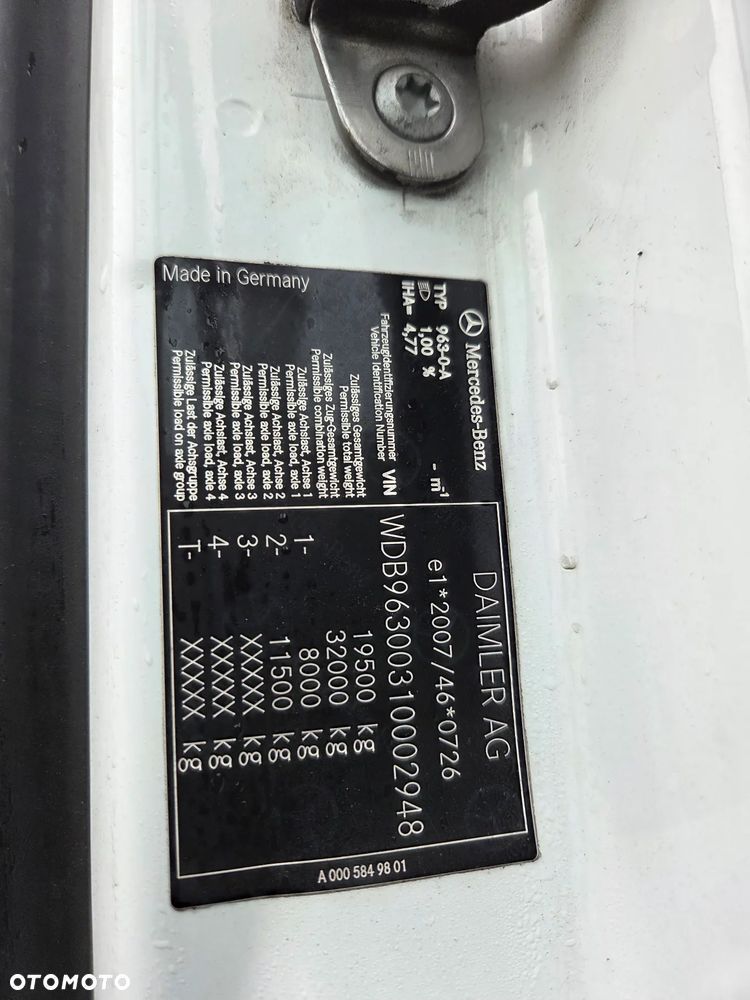 Mercedes-Benz
DAIMLER AG
TYP 963-0-A
1,00 % - m⁻¹
e1*2007/46*0726
iHA= 4,77
Fahrzeugidentifizierungsnummer
Vehicle Identification Number VIN WDB96300310002948
Zulässiges Gesamtgewicht
Permissible total weight 19500 kg
Zulässiges Zug-Gesamtgewicht
Permissible combination weight 32000 kg
Zulässige Achslast, Achse 1
Permissible axle load, axle 1 1- 8000 kg
Zulässige Achslast, Achse 2
Permissible axle load, axle 2 2- 11500 kg
Zulässige Achslast, Achse 3
Permissible axle load, axle 3 3- XXXXX kg
Zulässige Achslast, Achse 4
Permissible axle load, axle 4 4- XXXXX kg
Zulässige Last der Achsgruppe
Permissible load on axle group T- XXXXX kg
Made in Germany
A 000 584 98 01
OTOMOTO